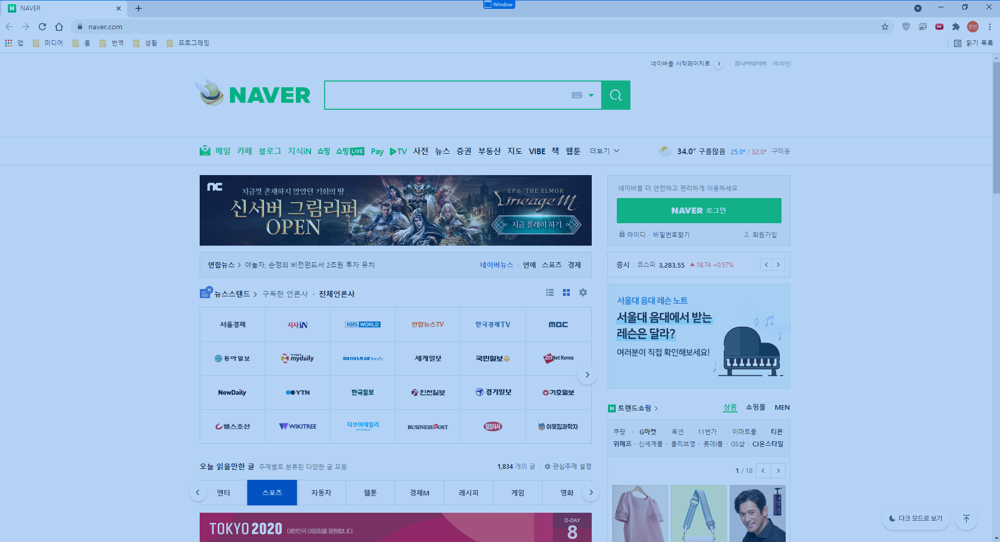 NAVER
Window
naver.com
찬빈
앱 미디어 롤 번역 생활 프로그래밍
읽기 목록
네이버를 시작페이지로 쥬니어네이버 해피빈
NAVER
메일 카페 블로그 지식iN 쇼핑 쇼핑LIVE Pay TV 사전 뉴스 증권 부동산 지도 VIBE 책 웹툰 더보기
34.0° 구름많음 25.0° / 32.0° 구미동
nc
지금껏 존재하지 않았던 기회의 땅
신서버 그림리퍼
OPEN
EP.6 THE ELMOR
Lineage M
지금 플레이 하기
네이버를 더 안전하고 편리하게 이용하세요
NAVER 로그인
아이디 · 비밀번호찾기 회원가입
연합뉴스 > 야놀자, 손정의 비전펀드서 2조원 투자 유치
네이버뉴스 · 연예 스포츠 경제
증시 코스피 3,283.55 ▲ 18.74 +0.57%
뉴스스탠드 > 구독한 언론사 · 전체언론사
서울경제 시사IN KBS WORLD 연합뉴스TV 한국경제TV MBC
동아일보 마이데일리 mydaily 파이낸셜뉴스 세계일보 국민일보 ZDNet Korea
NewDaily YTN 한국일보 인천일보 경기일보 기호일보
헬스조선 WIKITREE 티브이데일리 BUSINESSPOST 일요시사 이웃집과학자
서울대 음대 레슨 노트
서울대 음대에서 받는
레슨은 달라?
여러분이 직접 확인해보세요!
N 트렌드쇼핑 > 상품 쇼핑몰 MEN
쿠팡 · G마켓 · 옥션 · 11번가 · 이마트몰 · 티몬
위메프 · 신세계몰 · 올리브영 · 롯데i몰 · GS샵 · CJ온스타일
1 / 18
오늘 읽을만한 글 주제별로 분류된 다양한 글 모음
1,834 개의 글 관심주제 설정
엔터 스포츠 자동차 웹툰 경제M 레시피 게임 영화
TOKYO 2020 대한민국 대표팀을 응원합니다.
D-DAY
8
다크 모드로 보기